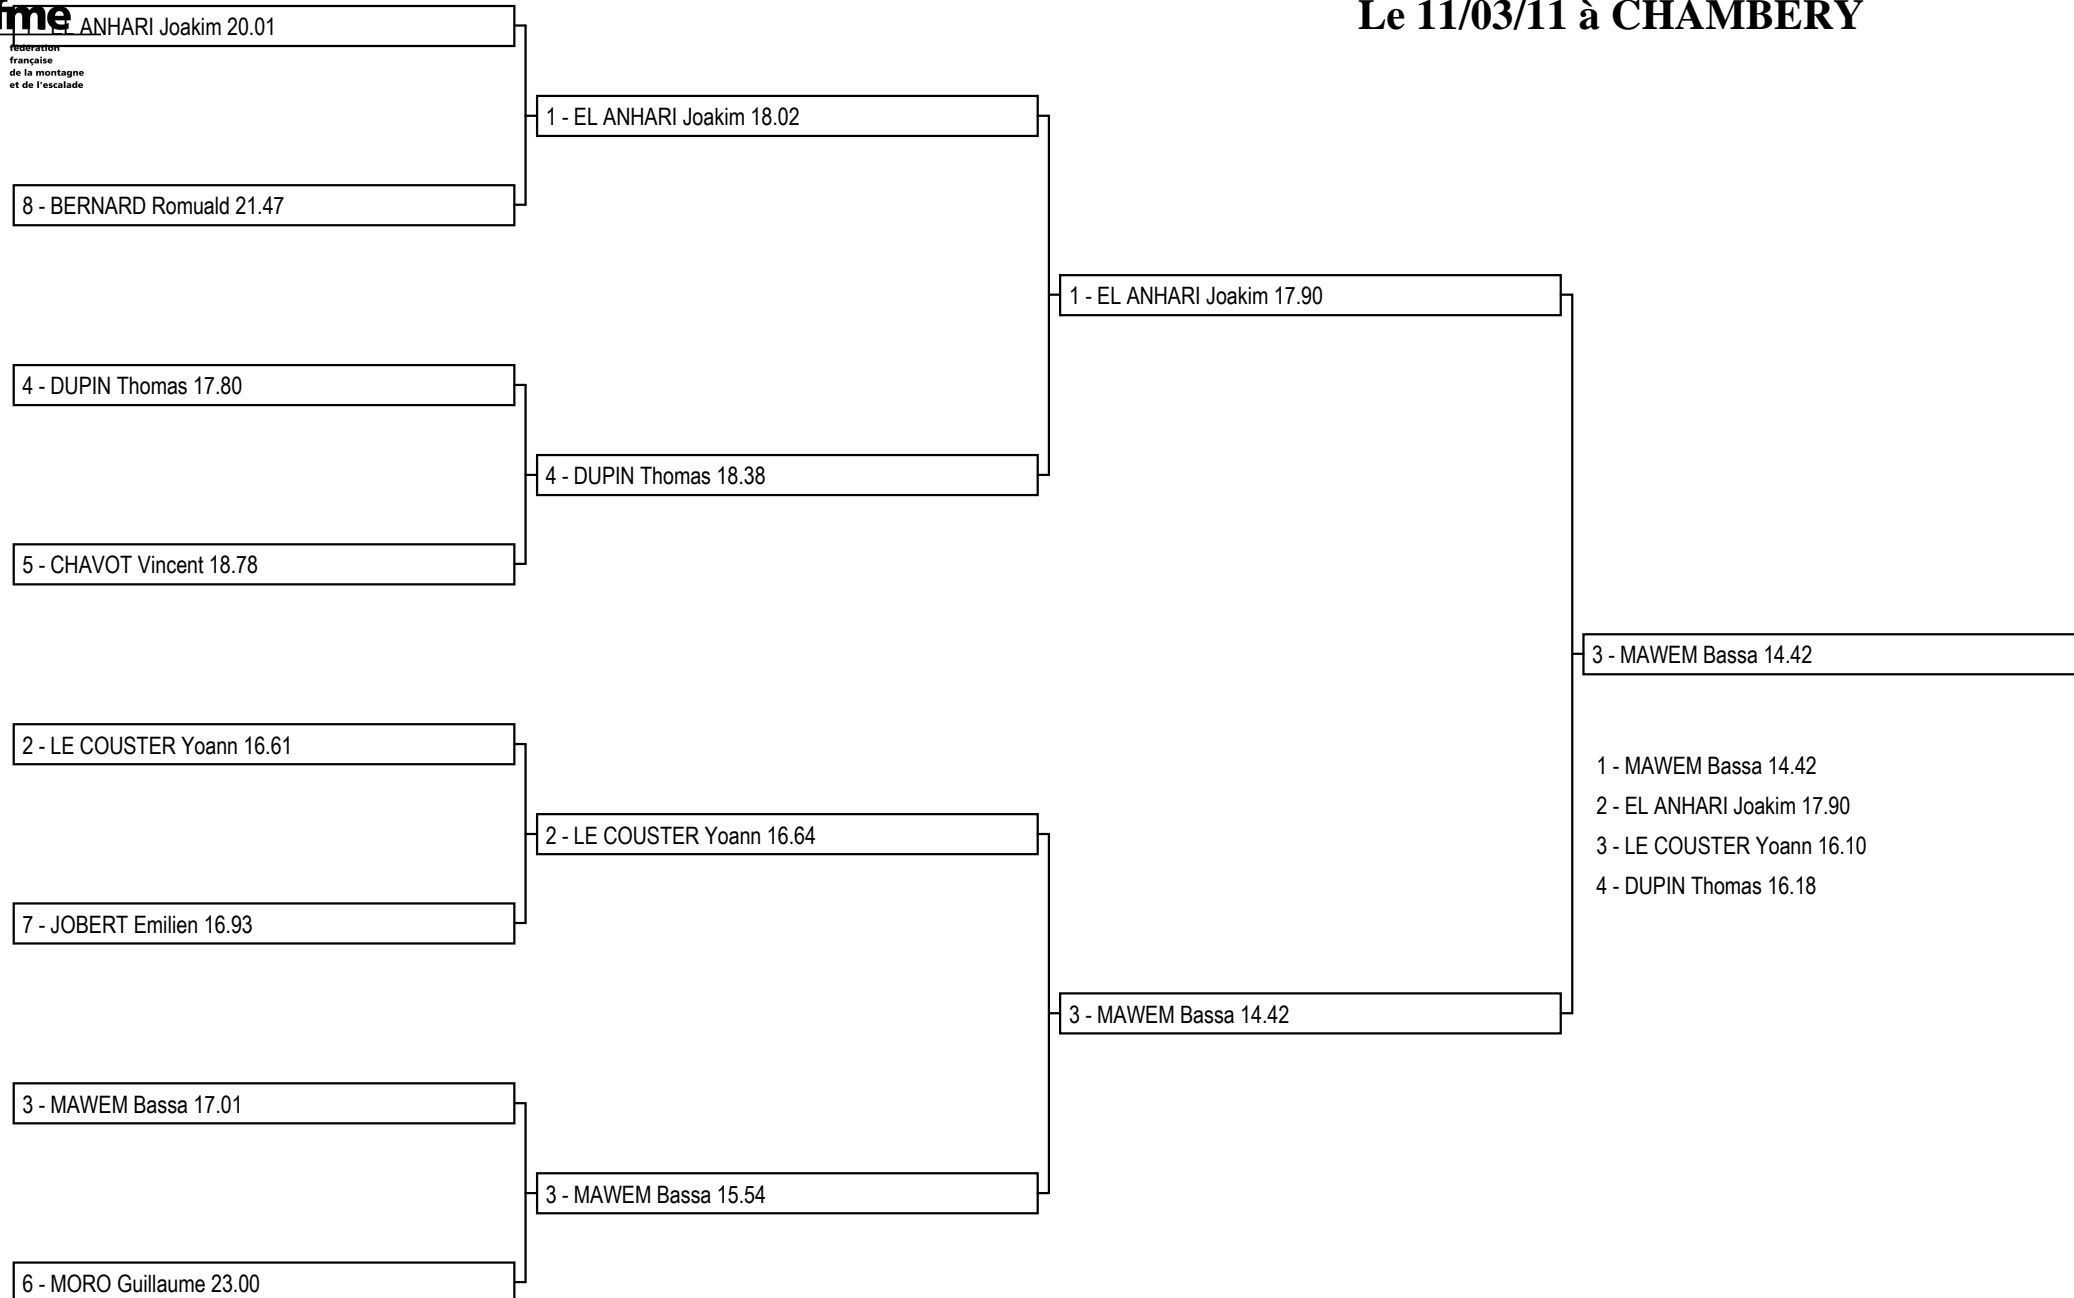 Le 11/03/11 à CHAMBERY
fédération
française
de la montagne
et de l'escalade
EL ANHARI Joakim 20.01
8 - BERNARD Romuald 21.47
4 - DUPIN Thomas 17.80
5 - CHAVOT Vincent 18.78
2 - LE COUSTER Yoann 16.61
7 - JOBERT Emilien 16.93
3 - MAWEM Bassa 17.01
6 - MORO Guillaume 23.00
1 - EL ANHARI Joakim 18.02
4 - DUPIN Thomas 18.38
2 - LE COUSTER Yoann 16.64
3 - MAWEM Bassa 15.54
1 - EL ANHARI Joakim 17.90
3 - MAWEM Bassa 14.42
3 - MAWEM Bassa 14.42
1 - MAWEM Bassa 14.42
2 - EL ANHARI Joakim 17.90
3 - LE COUSTER Yoann 16.10
4 - DUPIN Thomas 16.18